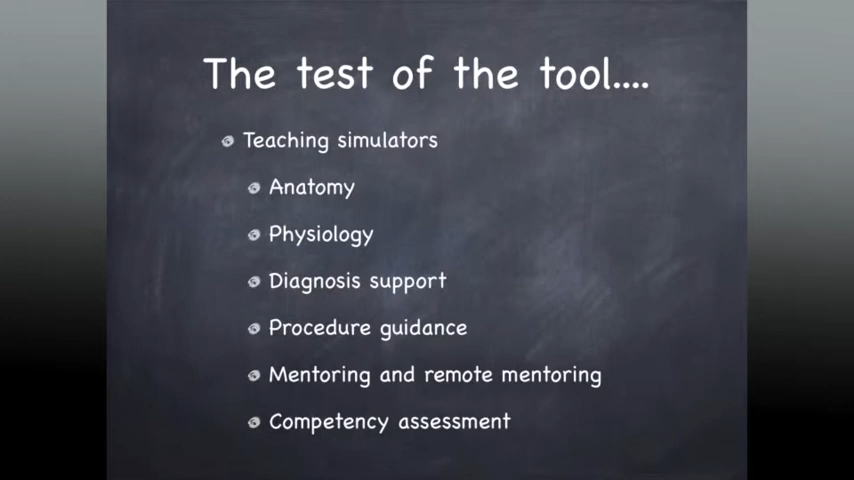 The test of the tool....
Teaching simulators
Anatomy
Physiology
Diagnosis support
Procedure guidance
Mentoring and remote mentoring
Competency assessment